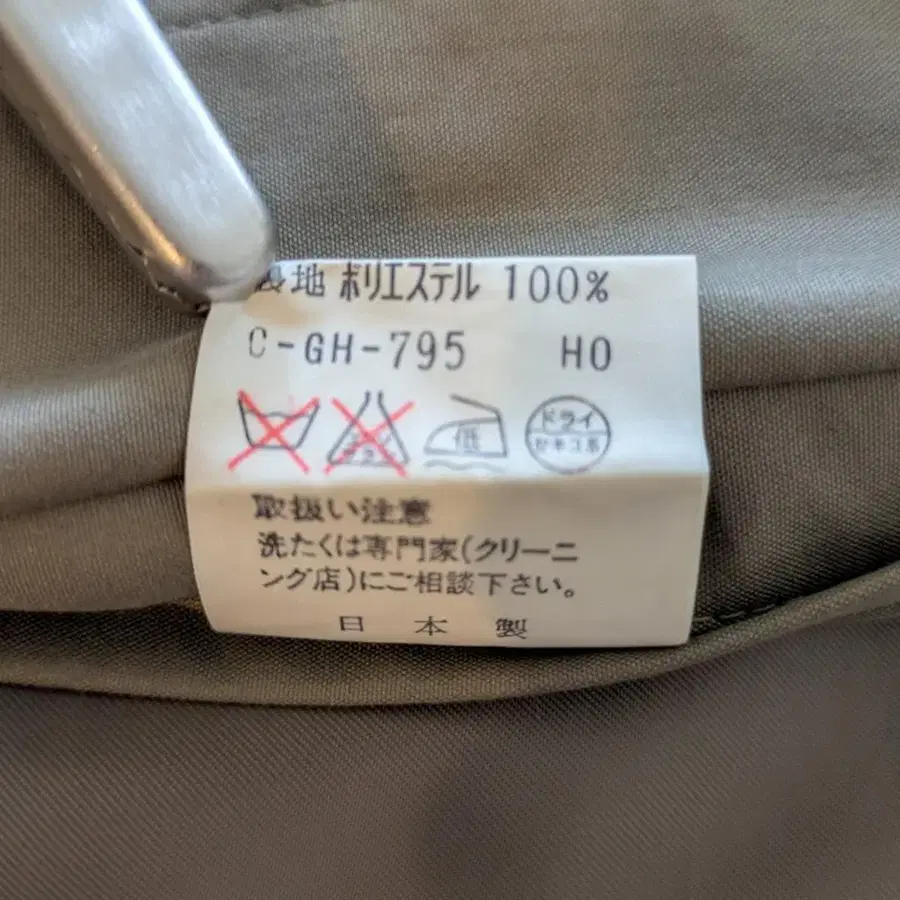 地 ポリエステル 100%
C-GH-795 HO
低
ドライ
セキユ系
取扱い注意
洗たくは専門家(クリーニ
ング店)にご相談下さい。
日本製